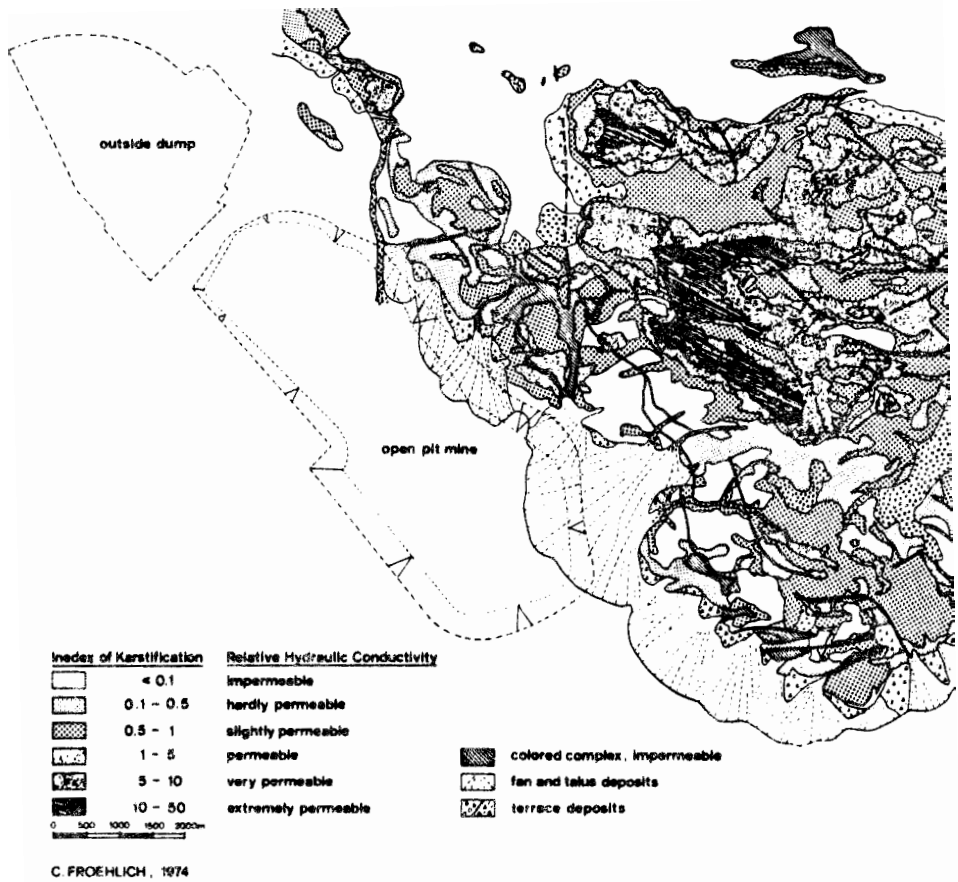 outside dump
open pit mine
Inedex of Karstification Relative Hydraulic Conductivity
< 0.1 impermeable
0.1 - 0.5 hardly permeable
0.5 - 1 slightly permeable
1 - 5 permeable
5 - 10 very permeable
10 - 50 extremely permeable
colored complex, impermeable
fan and talus deposits
terrace deposits
0 500 1000 1500 2000m
C. FROEHLICH, 1974